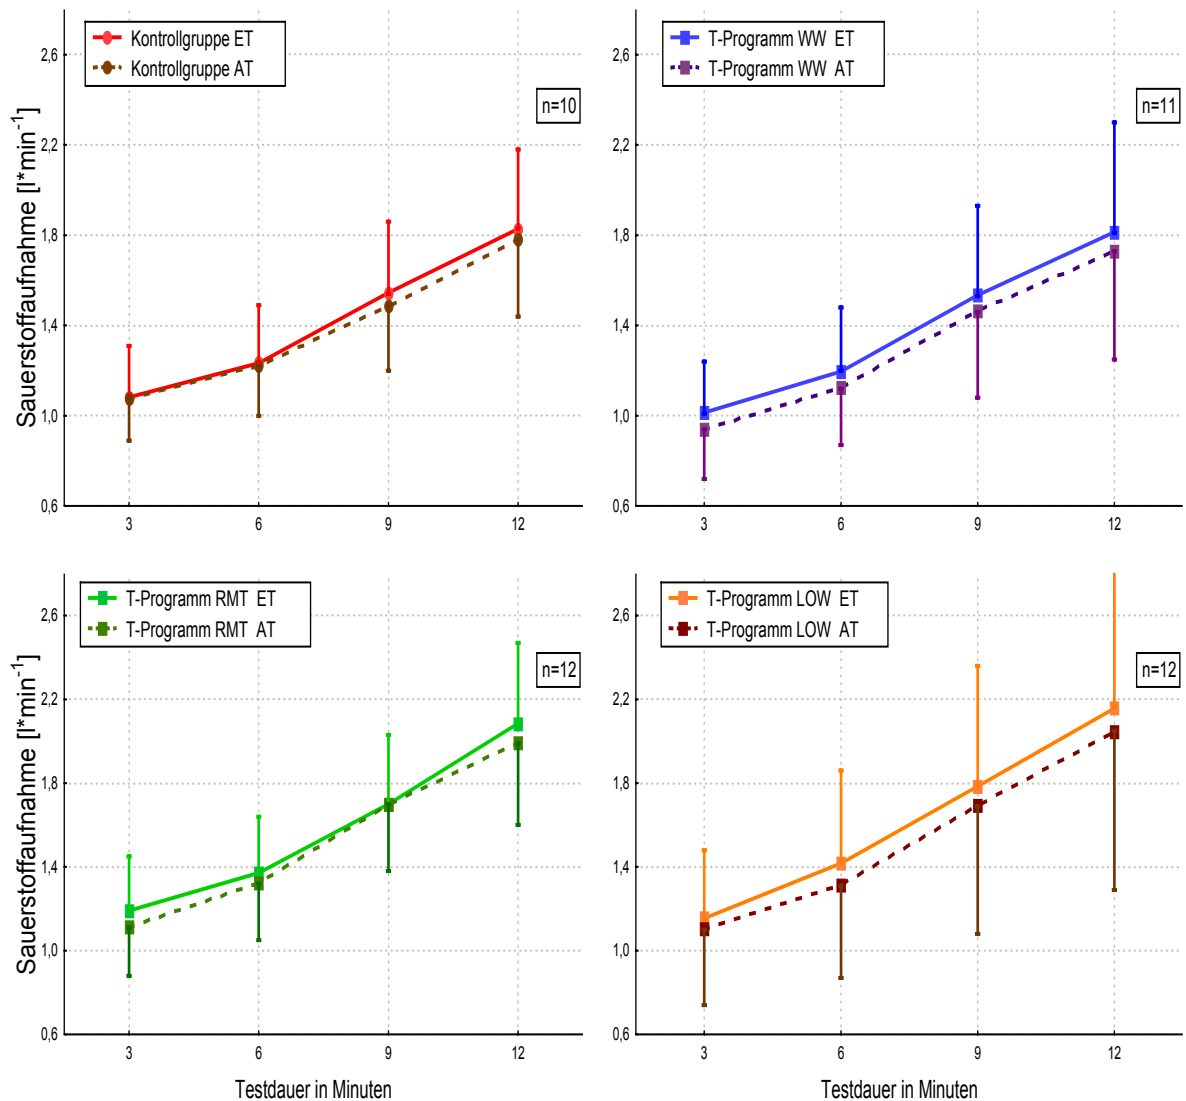 2,6
2,2
1,8
1,4
1,0
0,6
Sauerstoffaufnahme [l*min⁻¹]
Kontrollgruppe ET
Kontrollgruppe AT
n=10
3 6 9 12
2,6
2,2
1,8
1,4
1,0
0,6
T-Programm WW ET
T-Programm WW AT
n=11
3 6 9 12
2,6
2,2
1,8
1,4
1,0
0,6
Sauerstoffaufnahme [l*min⁻¹]
T-Programm RMT ET
T-Programm RMT AT
n=12
3 6 9 12
Testdauer in Minuten
2,6
2,2
1,8
1,4
1,0
0,6
T-Programm LOW ET
T-Programm LOW AT
n=12
3 6 9 12
Testdauer in Minuten